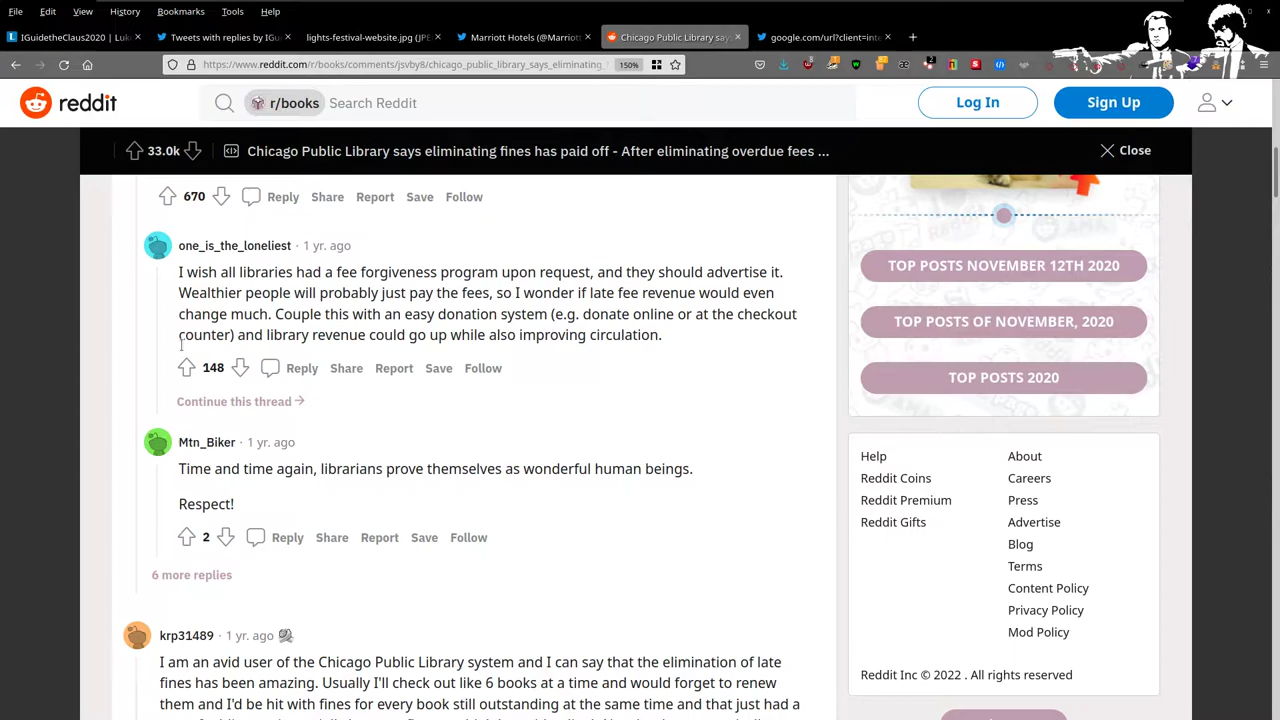 File Edit View History Bookmarks Tools Help
IGuidetheClaus2020 | Luk
Tweets with replies by IGu
lights-festival-website.jpg (JPE
Marriott Hotels (@Marriot
Chicago Public Library say
google.com/url?client=inte
https://www.reddit.com/r/books/comments/jsvby8/chicago_public_library_says_eliminating_
150%
reddit
r/books Search Reddit
Log In
Sign Up
33.0k
Chicago Public Library says eliminating fines has paid off - After eliminating overdue fees ...
Close
670 Reply Share Report Save Follow
one_is_the_loneliest · 1 yr. ago
I wish all libraries had a fee forgiveness program upon request, and they should advertise it.
Wealthier people will probably just pay the fees, so I wonder if late fee revenue would even
change much. Couple this with an easy donation system (e.g. donate online or at the checkout
counter) and library revenue could go up while also improving circulation.
148 Reply Share Report Save Follow
Continue this thread
Mtn_Biker · 1 yr. ago
Time and time again, librarians prove themselves as wonderful human beings.
Respect!
2 Reply Share Report Save Follow
6 more replies
krp31489 · 1 yr. ago
I am an avid user of the Chicago Public Library system and I can say that the elimination of late
fines has been amazing. Usually I'll check out like 6 books at a time and would forget to renew
them and I'd be hit with fines for every book still outstanding at the same time and that just had a
TOP POSTS NOVEMBER 12TH 2020
TOP POSTS OF NOVEMBER, 2020
TOP POSTS 2020
Help About
Reddit Coins Careers
Reddit Premium Press
Reddit Gifts Advertise
Blog
Terms
Content Policy
Privacy Policy
Mod Policy
Reddit Inc © 2022 . All rights reserved